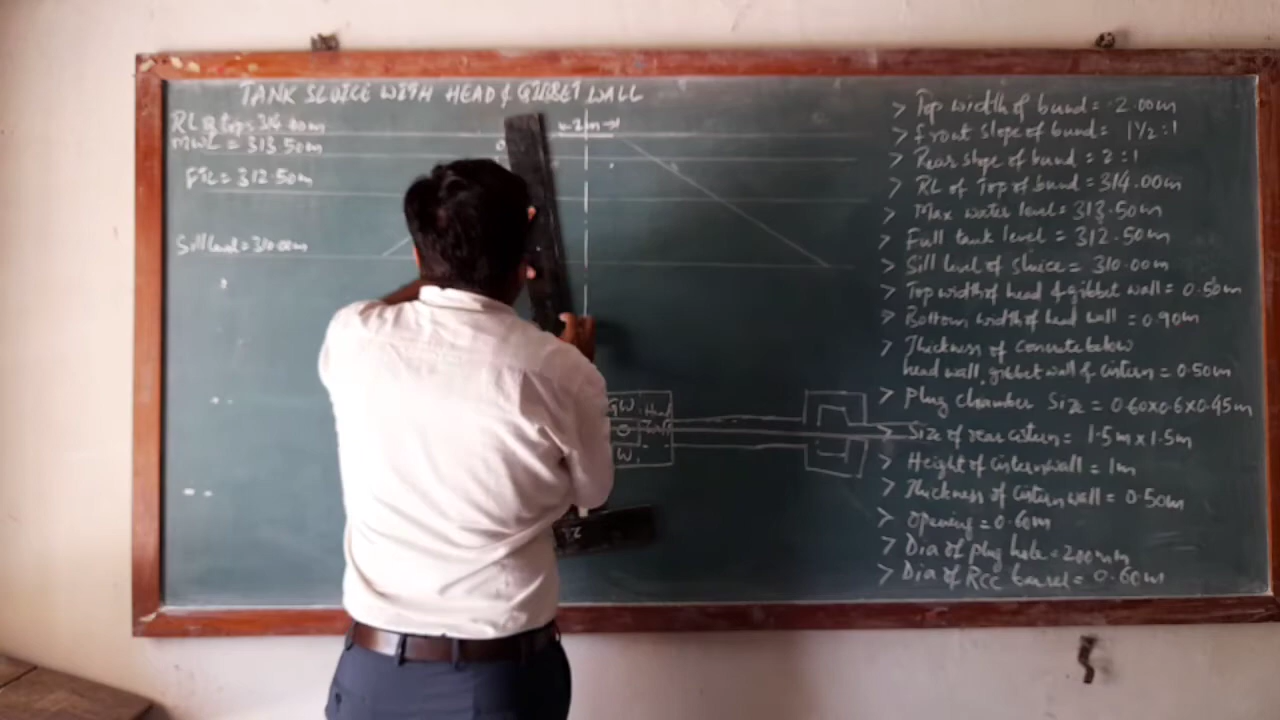 TANK SLUICE WITH HEAD & GIBBET WALL
RL @ top = 314.00m
MWL = 313.50m
FTL = 312.50m
Sill level = 310.00m
2m
GW
Head
Wall
W
> Top width of bund = 2.00m
> front slope of bund = 1½:1
> Rear slope of bund = 2:1
> RL of Top of bund = 314.00m
> Max water level = 313.50m
> Full tank level = 312.50m
> Sill level of sluice = 310.00m
> Top width of head & gibbet wall = 0.50m
> Bottom width of head wall = 0.90m
> Thickness of concrete below
head wall, gibbet wall & cistern = 0.50m
> Plug chamber Size = 0.60x0.6x0.45m
> Size of rear cistern = 1.5m x 1.5m
> Height of cistern wall = 1m
> Thickness of cistern wall = 0.50m
> Opening = 0.60m
> Dia of plug hole = 200mm
> Dia of RCC barrel = 0.60m